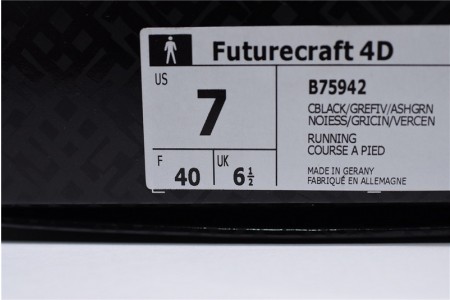 Futurecraft 4D
US
7
F
40
UK
6½
B75942
CBLACK/GREFIV/ASHGRN
NOIESS/GRICIN/VERCEN
RUNNING
COURSE A PIED
MADE IN GERANY
FABRIQUÉ EN ALLEMAGNE